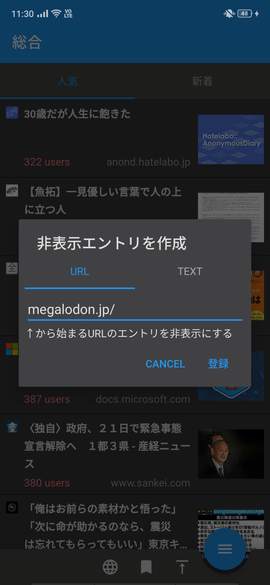 11:30
48
総合
人気
新着
30歳だが人生に飽きた
Hatelabo::
AnonymousDiary
322 users
anond.hatelabo.jp
【魚拓】一見優しい言葉で人の上
に立つ人
非表示エントリを作成
URL
TEXT
megalodon.jp/
↑から始まるURLのエントリを非表示にする
CANCEL
登録
387 users
docs.microsoft.com
〈独自〉政府、２１日で緊急事態
宣言解除へ　１都３県 - 産経ニュー
ス
380 users
www.sankei.com
「俺はお前らの素材かと悟った」
「次に命が助かるのなら、震災
は忘れてもらってもいい」東京キ...